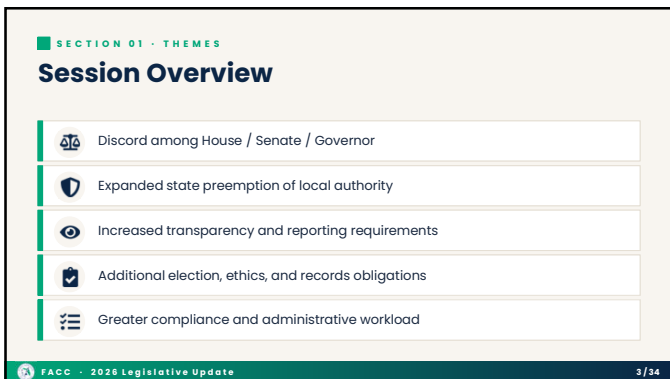 SECTION 01 · THEMES
Session Overview
Discord among House / Senate / Governor
Expanded state preemption of local authority
Increased transparency and reporting requirements
Additional election, ethics, and records obligations
Greater compliance and administrative workload
FACC · 2026 Legislative Update
3/34